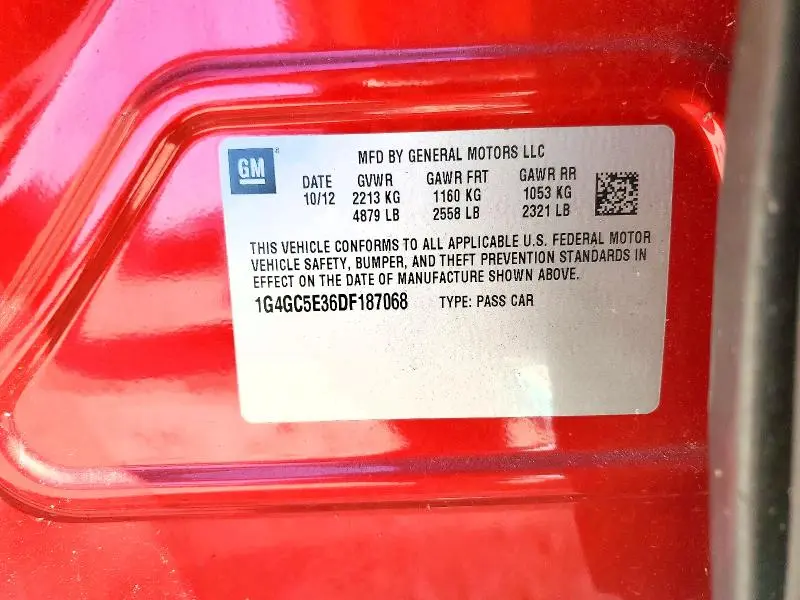 GM
MFD BY GENERAL MOTORS LLC
DATE GVWR GAWR FRT GAWR RR
10/12 2213 KG 1160 KG 1053 KG
4879 LB 2558 LB 2321 LB
THIS VEHICLE CONFORMS TO ALL APPLICABLE U.S. FEDERAL MOTOR
VEHICLE SAFETY, BUMPER, AND THEFT PREVENTION STANDARDS IN
EFFECT ON THE DATE OF MANUFACTURE SHOWN ABOVE.
1G4GC5E36DF187068 TYPE: PASS CAR